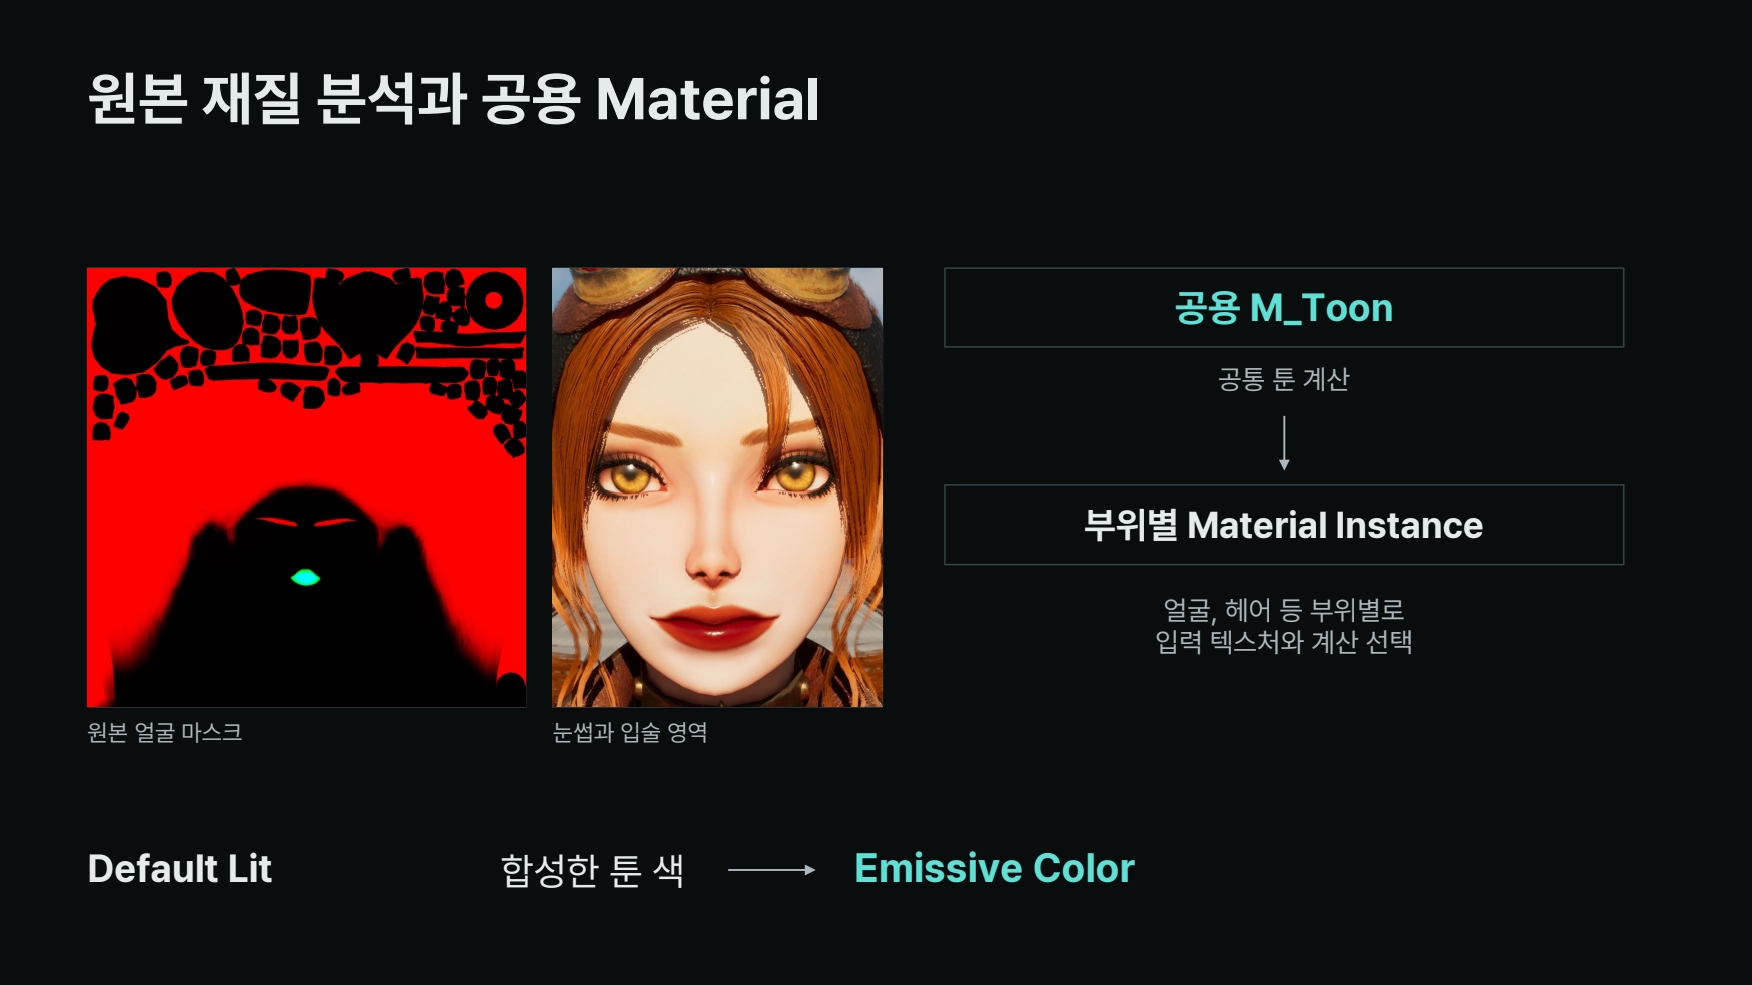 원본 재질 분석과 공용 Material
공용 M_Toon
공통 툰 계산
부위별 Material Instance
얼굴, 헤어 등 부위별로
입력 텍스처와 계산 선택
원본 얼굴 마스크
눈썹과 입술 영역
Default Lit
합성한 툰 색
Emissive Color